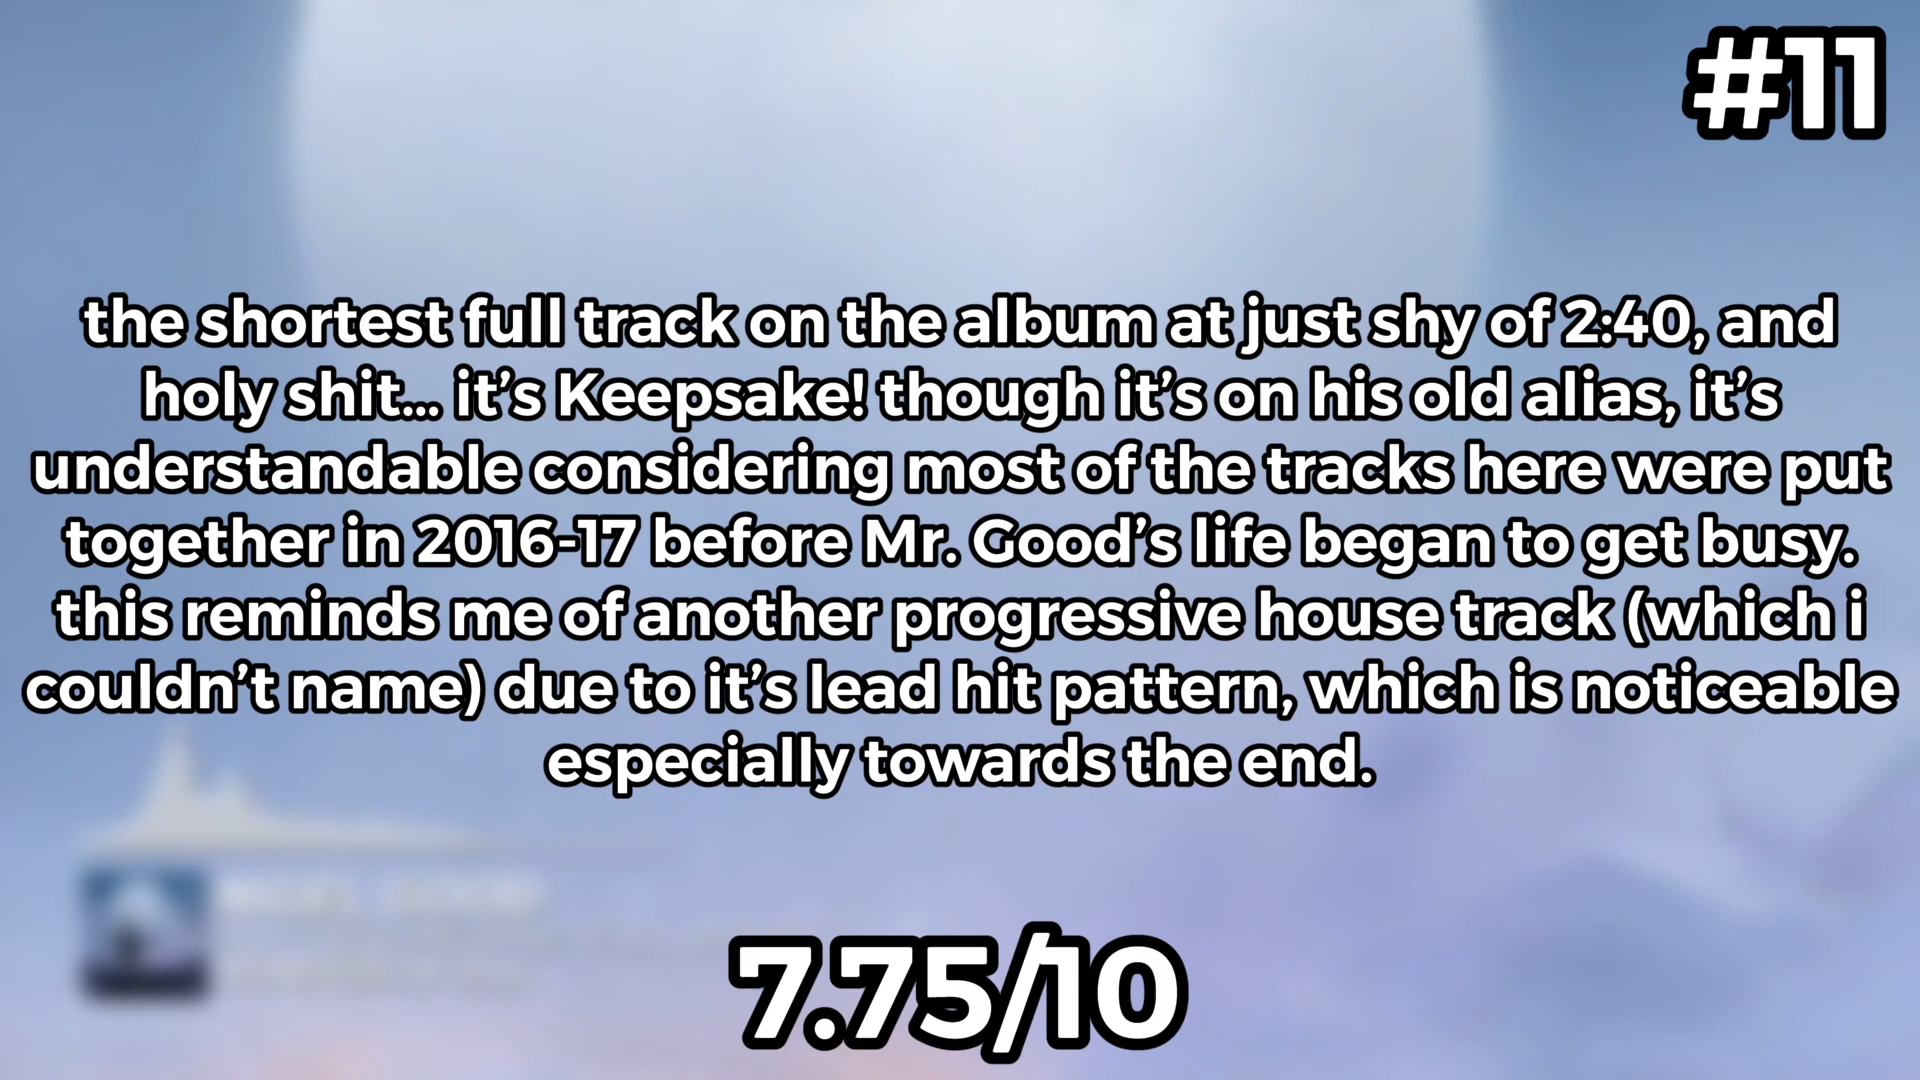 #11
the shortest full track on the album at just shy of 2:40, and
holy shit... it's Keepsake! though it's on his old alias, it's
understandable considering most of the tracks here were put
together in 2016-17 before Mr. Good's life began to get busy.
this reminds me of another progressive house track (which i
couldn't name) due to it's lead hit pattern, which is noticeable
especially towards the end.
7.75/10